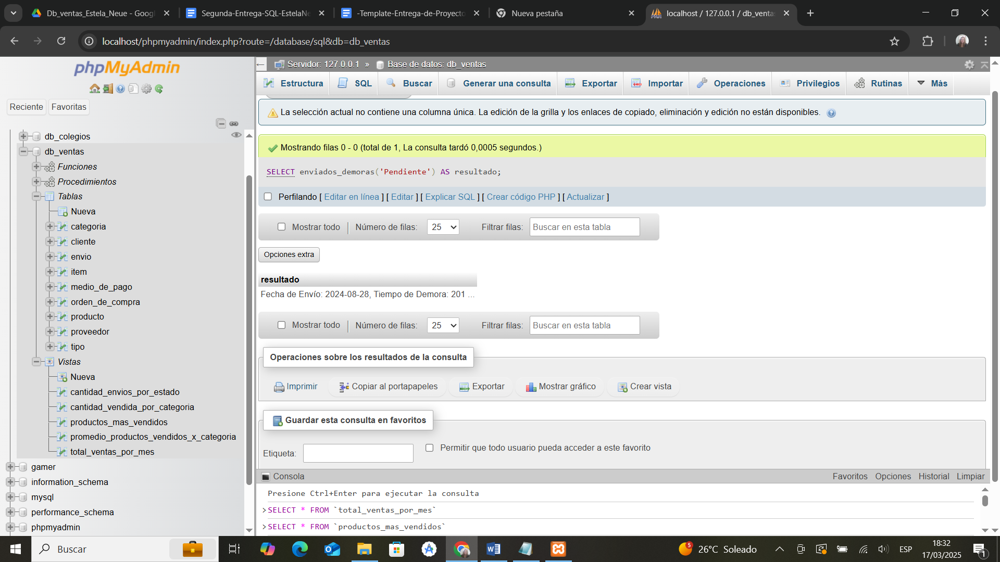 Db_ventas_Estela_Neue - Goog
Segunda-Entrega-SQL-EstelaNe
-Template-Entrega-de-Proyecto
Nueva pestaña
localhost / 127.0.0.1 / db_venta
localhost/phpmyadmin/index.php?route=/database/sql&db=db_ventas
phpMyAdmin
Reciente
Favoritas
db_colegios
db_ventas
Funciones
Procedimientos
Tablas
Nueva
categoria
cliente
envio
item
medio_de_pago
orden_de_compra
producto
proveedor
tipo
Vistas
Nueva
cantidad_envios_por_estado
cantidad_vendida_por_categoria
productos_mas_vendidos
promedio_productos_vendidos_x_categoria
total_ventas_por_mes
gamer
information_schema
mysql
performance_schema
phpmyadmin
Servidor: 127.0.0.1 » Base de datos: db_ventas
Estructura SQL Buscar Generar una consulta Exportar Importar Operaciones Privilegios Rutinas Más
La selección actual no contiene una columna única. La edición de la grilla y los enlaces de copiado, eliminación y edición no están disponibles.
Mostrando filas 0 - 0 (total de 1, La consulta tardó 0,0005 segundos.)
SELECT enviados_demoras('Pendiente') AS resultado;
Perfilando [ Editar en línea ] [ Editar ] [ Explicar SQL ] [ Crear código PHP ] [ Actualizar ]
Mostrar todo Número de filas: 25 Filtrar filas: Buscar en esta tabla
Opciones extra
resultado
Fecha de Envío: 2024-08-28, Tiempo de Demora: 201 ...
Mostrar todo Número de filas: 25 Filtrar filas: Buscar en esta tabla
Operaciones sobre los resultados de la consulta
Imprimir Copiar al portapapeles Exportar Mostrar gráfico Crear vista
Guardar esta consulta en favoritos
Etiqueta: Permitir que todo usuario pueda acceder a este favorito
Consola Favoritos Opciones Historial Limpiar
Presione Ctrl+Enter para ejecutar la consulta
>SELECT * FROM `total_ventas_por_mes`
>SELECT * FROM `productos_mas_vendidos`
Buscar
5
26°C Soleado
ESP
18:32
17/03/2025
1